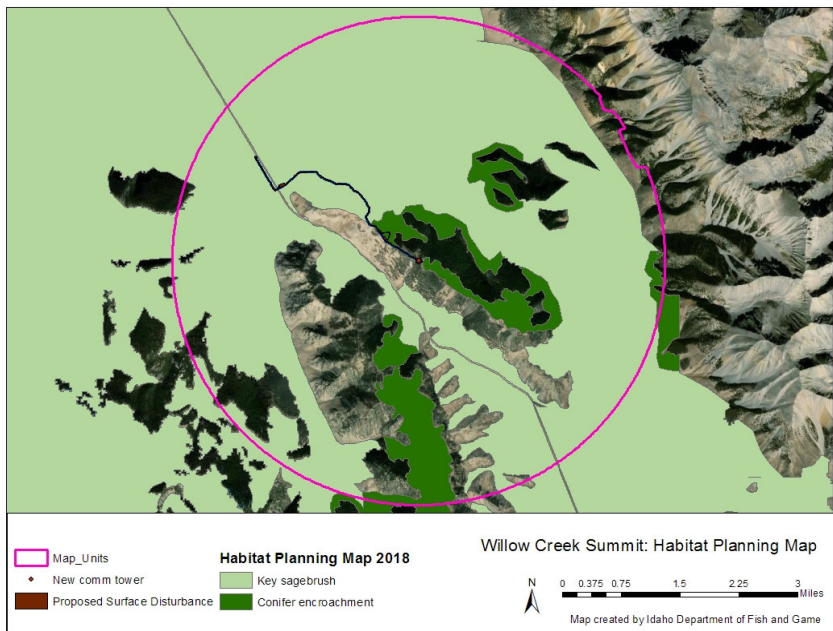 Map_Units
New comm tower
Proposed Surface Disturbance
Habitat Planning Map 2018
Key sagebrush
Conifer encroachment
Willow Creek Summit: Habitat Planning Map
N
0 0.375 0.75 1.5 2.25 3
Miles
Map created by Idaho Department of Fish and Game